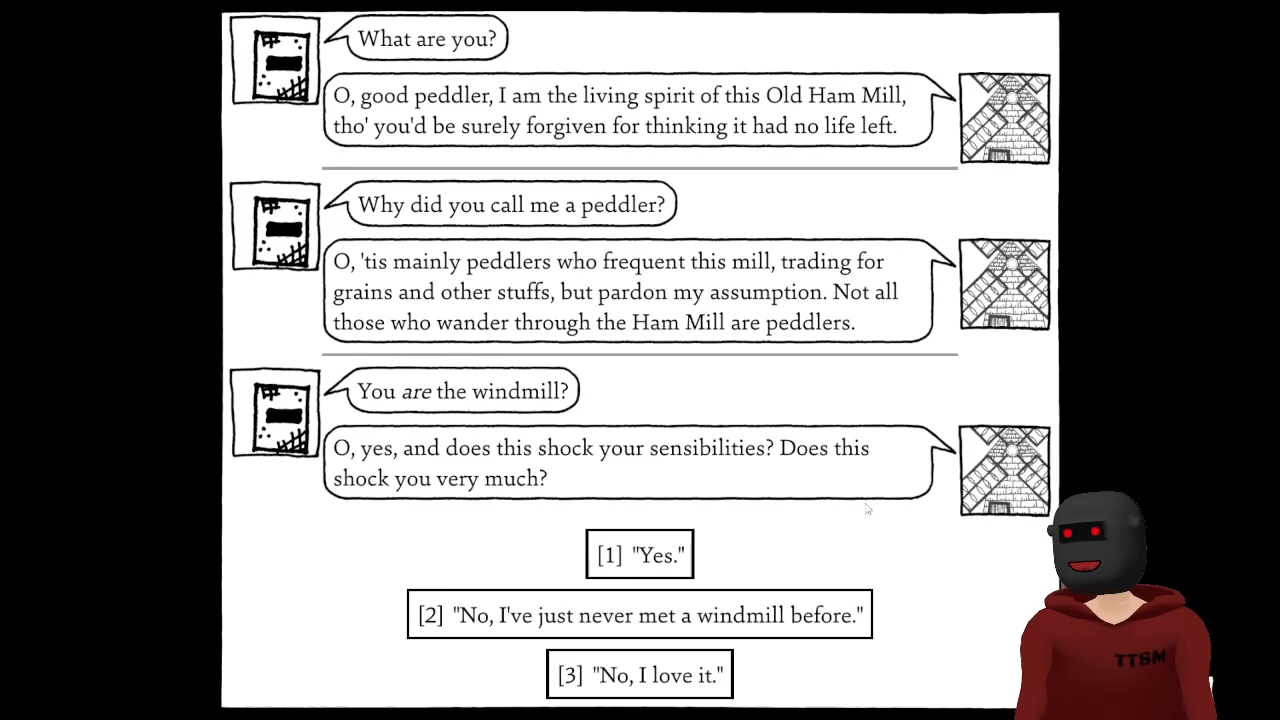 What are you?
O, good peddler, I am the living spirit of this Old Ham Mill,
tho' you'd be surely forgiven for thinking it had no life left.
Why did you call me a peddler?
O, 'tis mainly peddlers who frequent this mill, trading for
grains and other stuffs, but pardon my assumption. Not all
those who wander through the Ham Mill are peddlers.
You are the windmill?
O, yes, and does this shock your sensibilities? Does this
shock you very much?
[1] "Yes."
[2] "No, I've just never met a windmill before."
[3] "No, I love it."
TTSM